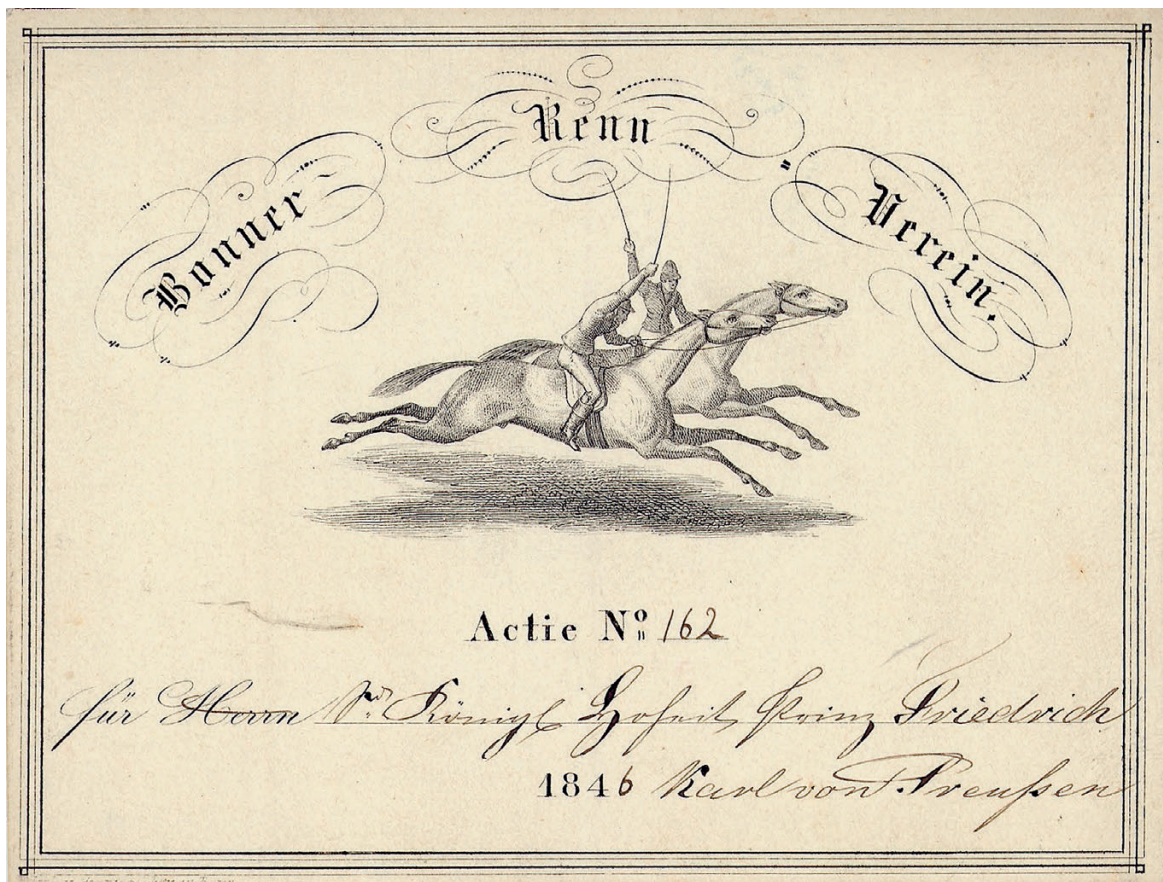 Bonner-
Renn-
Verein.
Actie No 162
für Herrn Sr. Königl. Hoheit Prinz Friedrich
1846 Karl von Preußen